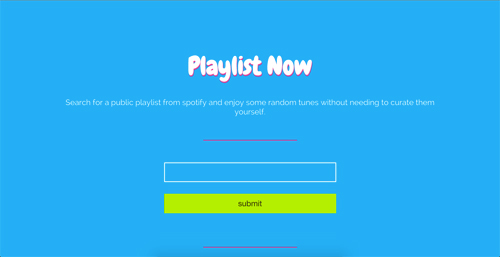 Playlist Now
Search for a public playlist from spotify and enjoy some random tunes without needing to curate them
yourself.
submit